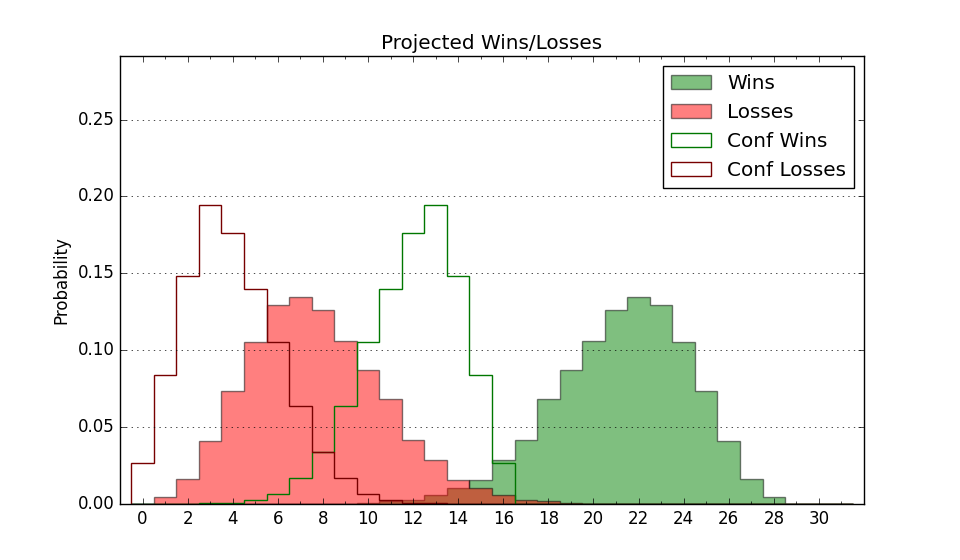 Projected Wins/Losses
Wins
Losses
Conf Wins
Conf Losses
Probability
0.25
0.20
0.15
0.10
0.05
0.00
0 2 4 6 8 10 12 14 16 18 20 22 24 26 28 30